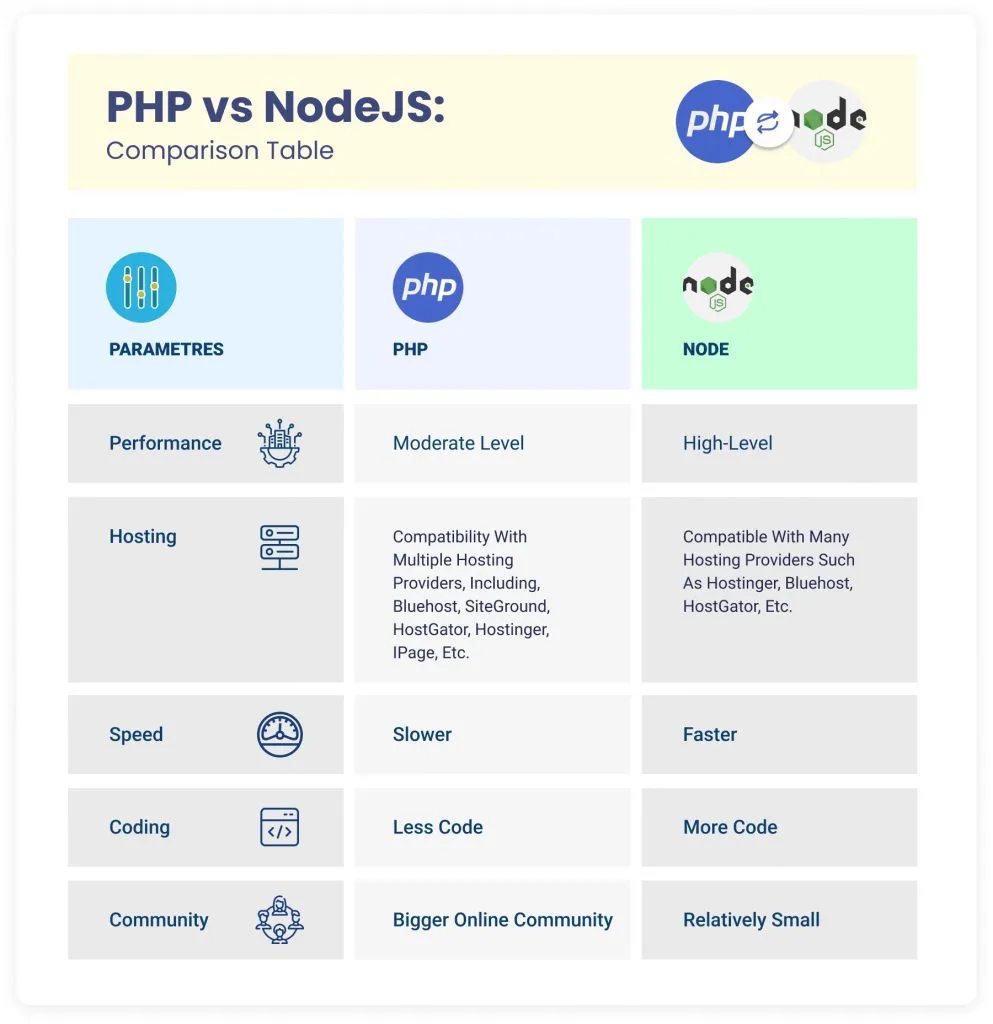 PHP vs NodeJS:
Comparison Table
php
node
JS
php
node
JS
PARAMETRES
PHP
NODE
Performance
Moderate Level
High-Level
Hosting
Compatibility With
Multiple Hosting
Providers, Including,
Bluehost, SiteGround,
HostGator, Hostinger,
IPage, Etc.
Compatible With Many
Hosting Providers Such
As Hostinger, Bluehost,
HostGator, Etc.
Speed
Slower
Faster
Coding
</>
Less Code
More Code
Community
Bigger Online Community
Relatively Small